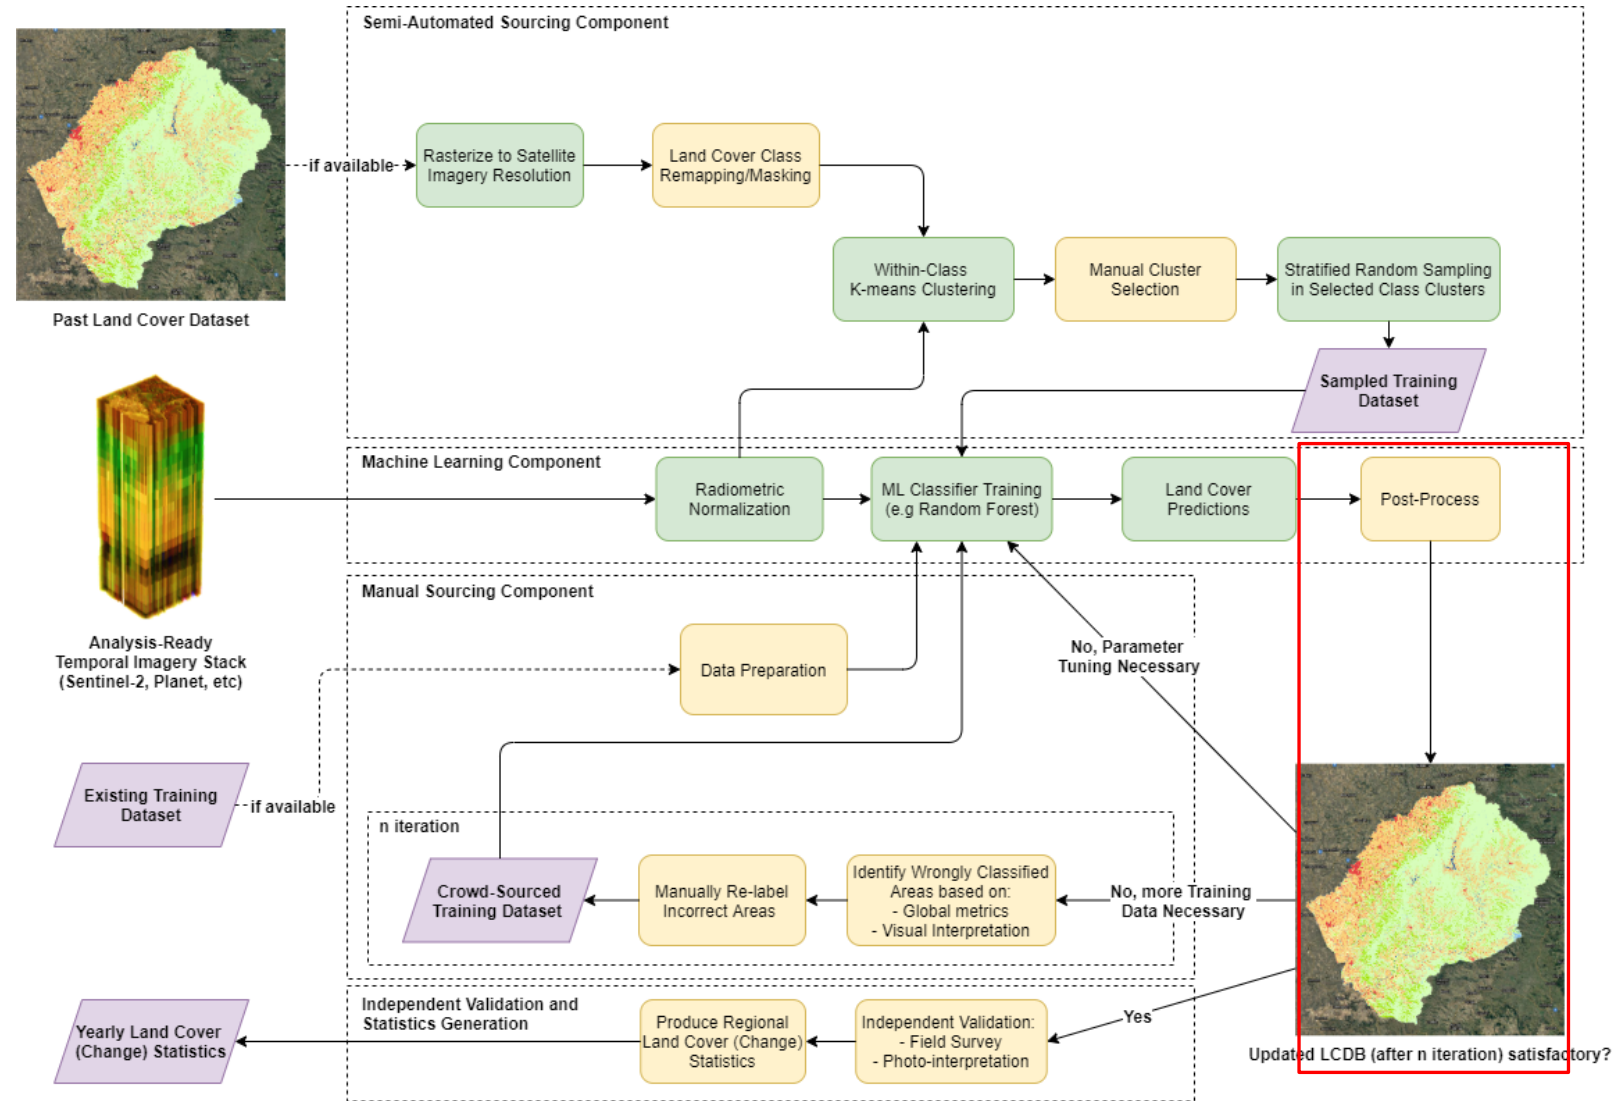 Semi-Automated Sourcing Component
if available
Rasterize to Satellite
Imagery Resolution
Land Cover Class
Remapping/Masking
Within-Class
K-means Clustering
Manual Cluster
Selection
Stratified Random Sampling
in Selected Class Clusters
Past Land Cover Dataset
Sampled Training
Dataset
Machine Learning Component
Radiometric
Normalization
ML Classifier Training
(e.g Random Forest)
Land Cover
Predictions
Post-Process
Analysis-Ready
Temporal Imagery Stack
(Sentinel-2, Planet, etc)
Manual Sourcing Component
Data Preparation
No, Parameter
Tuning Necessary
Existing Training
Dataset
if available
n iteration
Crowd-Sourced
Training Dataset
Manually Re-label
Incorrect Areas
Identify Wrongly Classified
Areas based on:
- Global metrics
- Visual Interpretation
No, more Training
Data Necessary
Independent Validation and
Statistics Generation
Yearly Land Cover
(Change) Statistics
Produce Regional
Land Cover (Change)
Statistics
Independent Validation:
- Field Survey
- Photo-interpretation
Yes
Updated LCDB (after n iteration) satisfactory?